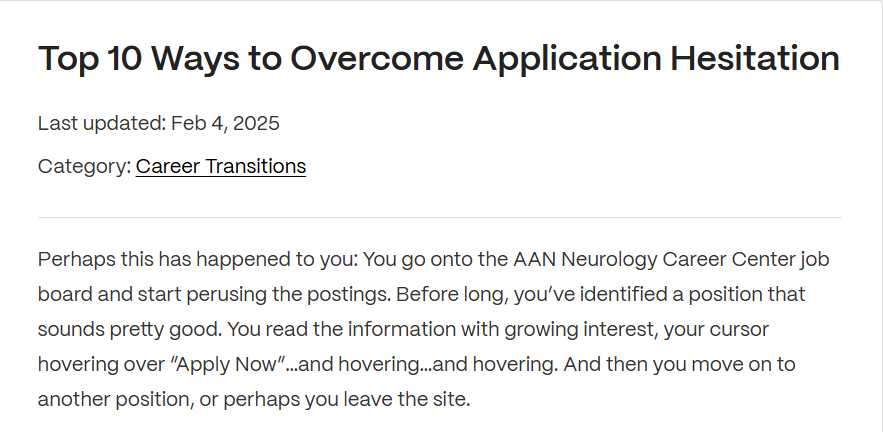 Top 10 Ways to Overcome Application Hesitation
Last updated: Feb 4, 2025
Category: Career Transitions
Perhaps this has happened to you: You go onto the AAN Neurology Career Center job
board and start perusing the postings. Before long, you’ve identified a position that
sounds pretty good. You read the information with growing interest, your cursor
hovering over “Apply Now”...and hovering...and hovering. And then you move on to
another position, or perhaps you leave the site.